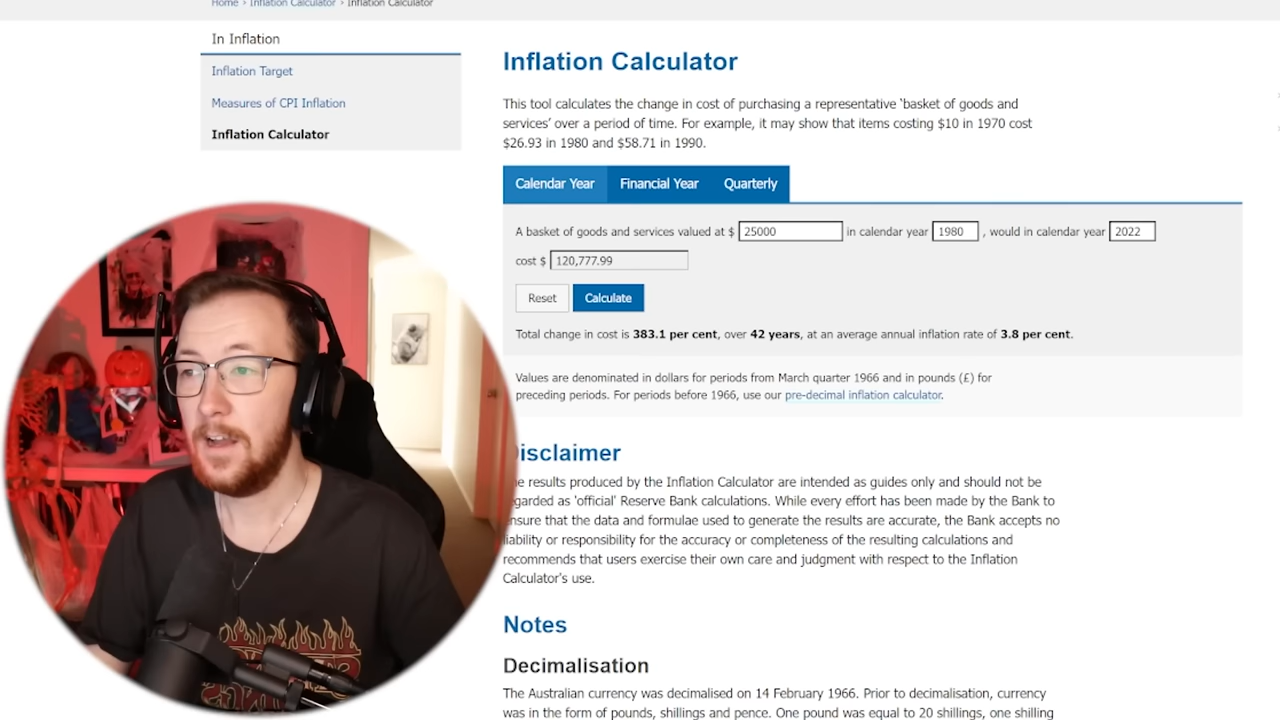 Home › Inflation Calculator › Inflation Calculator
In Inflation
Inflation Target
Measures of CPI Inflation
Inflation Calculator
Inflation Calculator
This tool calculates the change in cost of purchasing a representative ‘basket of goods and
services’ over a period of time. For example, it may show that items costing $10 in 1970 cost
$26.93 in 1980 and $58.71 in 1990.
Calendar Year Financial Year Quarterly
A basket of goods and services valued at $ 25000 in calendar year 1980 , would in calendar year 2022
cost $ 120,777.99
Reset Calculate
Total change in cost is 383.1 per cent, over 42 years, at an average annual inflation rate of 3.8 per cent.
Values are denominated in dollars for periods from March quarter 1966 and in pounds (£) for
preceding periods. For periods before 1966, use our pre-decimal inflation calculator.
isclaimer
e results produced by the Inflation Calculator are intended as guides only and should not be
egarded as 'official' Reserve Bank calculations. While every effort has been made by the Bank to
ensure that the data and formulae used to generate the results are accurate, the Bank accepts no
liability or responsibility for the accuracy or completeness of the resulting calculations and
recommends that users exercise their own care and judgment with respect to the Inflation
Calculator's use.
Notes
Decimalisation
The Australian currency was decimalised on 14 February 1966. Prior to decimalisation, currency
was in the form of pounds, shillings and pence. One pound was equal to 20 shillings, one shilling